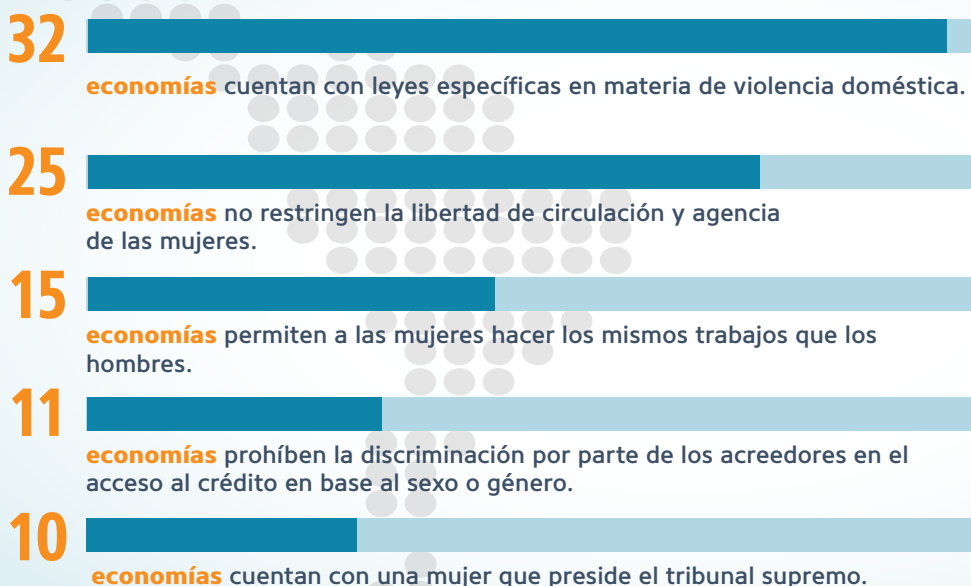 32
economías cuentan con leyes específicas en materia de violencia doméstica.
25
economías no restringen la libertad de circulación y agencia
de las mujeres.
15
economías permiten a las mujeres hacer los mismos trabajos que los
hombres.
11
economías prohíben la discriminación por parte de los acreedores en el
acceso al crédito en base al sexo o género.
10
economías cuentan con una mujer que preside el tribunal supremo.